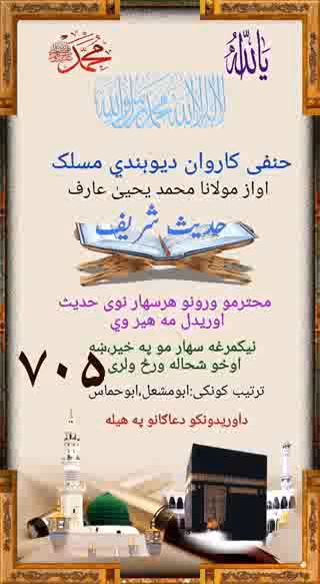 یا الله
محمد
لا اله الا الله محمد رسول الله
حنفی کاروان دیوبندي مسلک
اواز مولانا محمد یحییٰ عارف
حدیث شریف
محترمو ورونو هرسهار نوی حدیث
اوریدل مه هیر وي
نیکمرغه سهار مو په خیر،ښه
اوخو شحاله ورځ ولری
۷۰۵
ترتیب کونکی:ابومشعل،ابوحماس
داوریدونکو دعاګانو په هیله